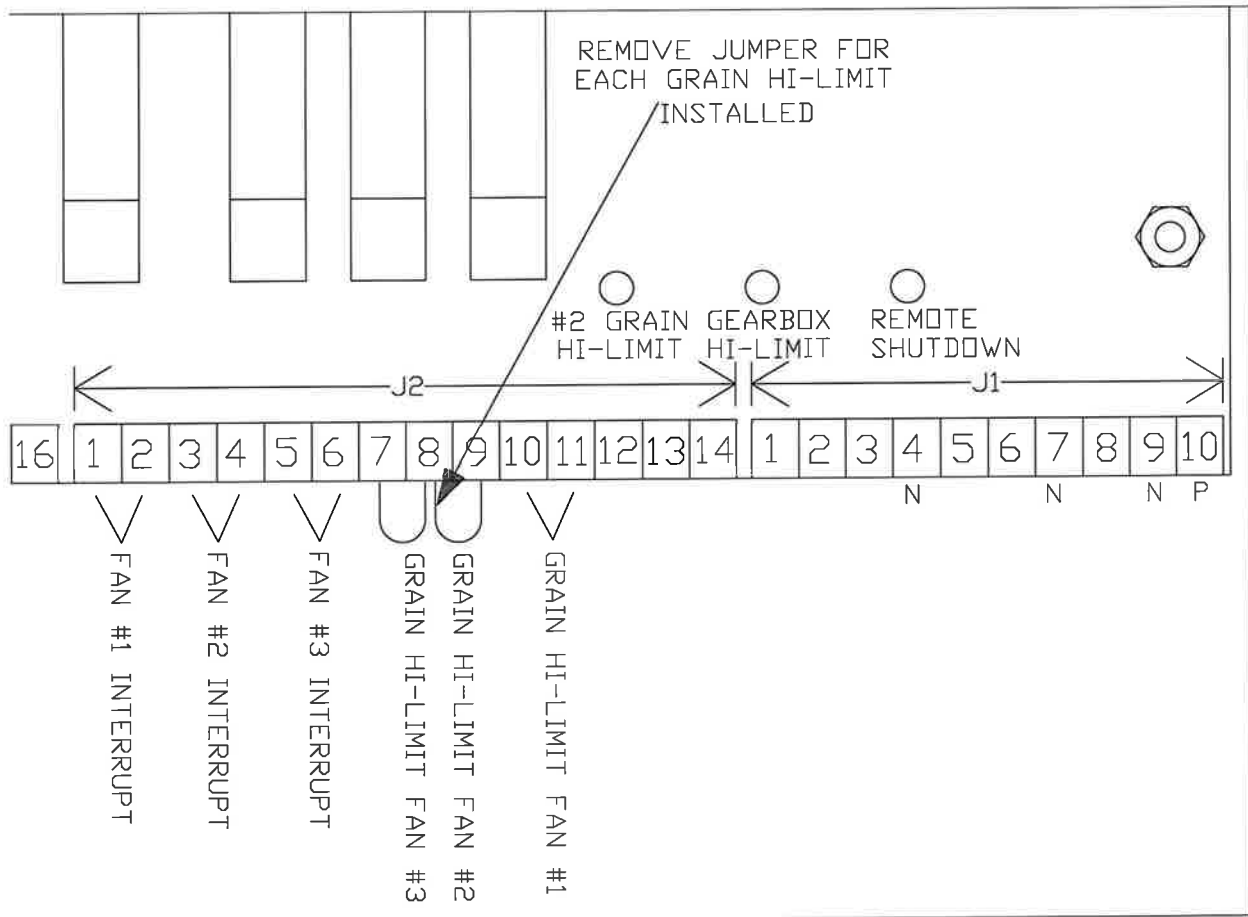 REMOVE JUMPER FOR
EACH GRAIN HI-LIMIT
INSTALLED
#2 GRAIN
HI-LIMIT
GEARBOX
HI-LIMIT
REMOTE
SHUTDOWN
J2
J1
16 1 2 3 4 5 6 7 8 9 10 11 12 13 14 1 2 3 4 5 6 7 8 9 10
N N N P
FAN #1 INTERRUPT
FAN #2 INTERRUPT
FAN #3 INTERRUPT
GRAIN HI-LIMIT FAN #3
GRAIN HI-LIMIT FAN #2
GRAIN HI-LIMIT FAN #1